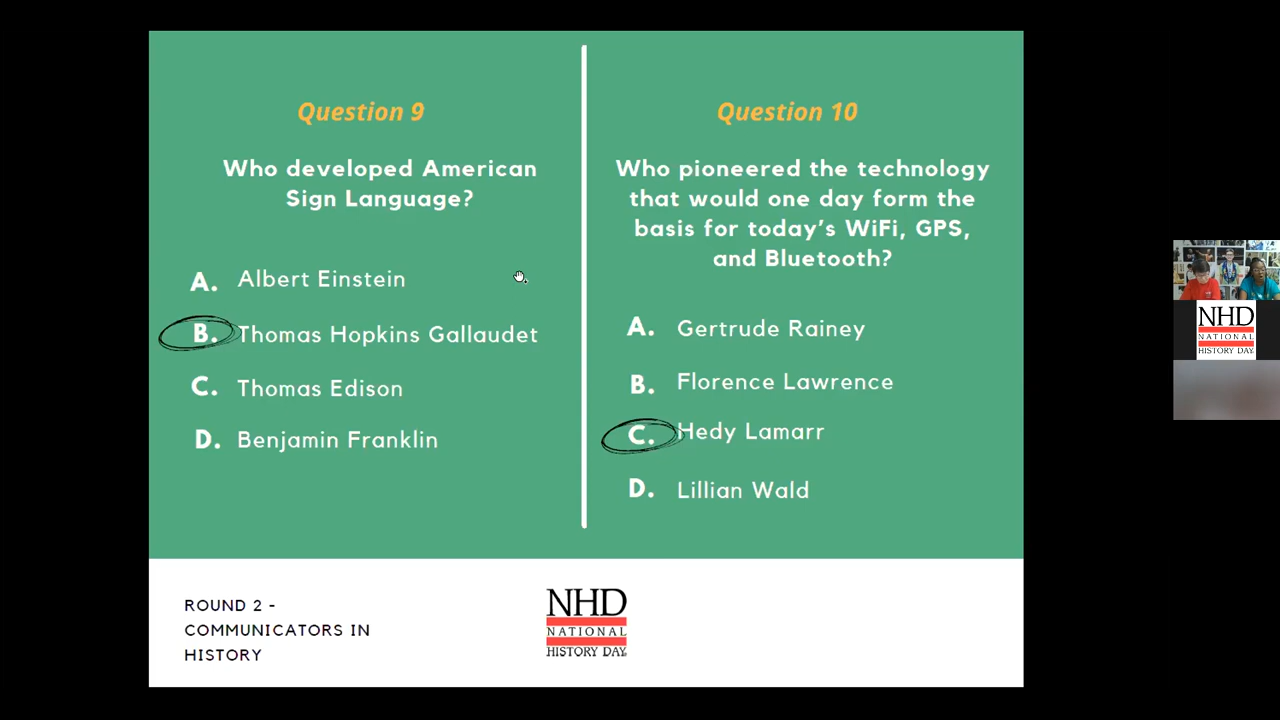 Question 9
Who developed American
Sign Language?
A. Albert Einstein
B. Thomas Hopkins Gallaudet
C. Thomas Edison
D. Benjamin Franklin
Question 10
Who pioneered the technology
that would one day form the
basis for today's WiFi, GPS,
and Bluetooth?
A. Gertrude Rainey
B. Florence Lawrence
C. Hedy Lamarr
D. Lillian Wald
ROUND 2 -
COMMUNICATORS IN
HISTORY
NHD
NATIONAL
HISTORY DAY
NHD
NATIONAL
HISTORY DAY